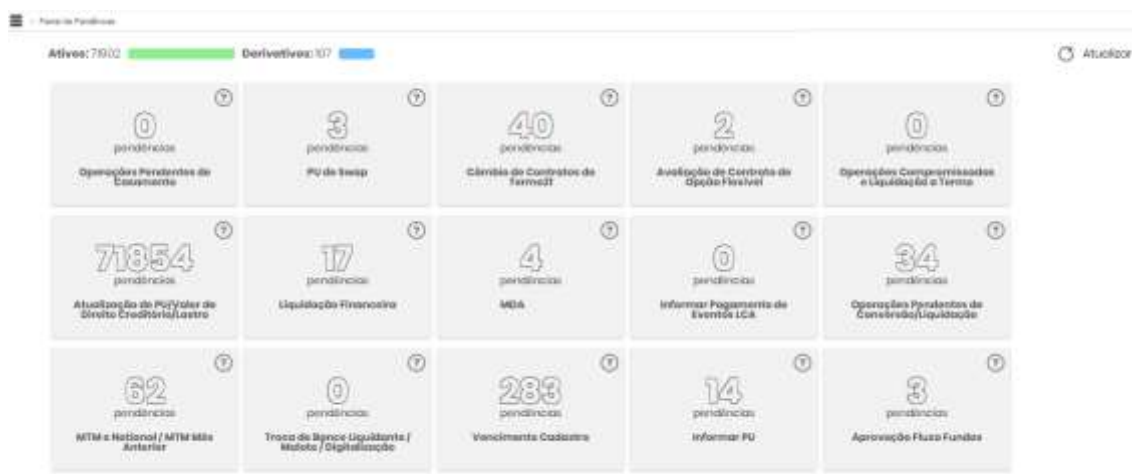 Painel de Pendências
Ativos: 71902 Derivativos: 107 Atualizar
0
pendências
Operações Pendentes de
Casamento
3
pendências
PU de Swap
40
pendências
Câmbio de Contratos de
Termo2t
2
pendências
Avaliação de Contrato de
Opção Flexível
0
pendências
Operações Compromissadas
e Liquidação a Termo
71854
pendências
Atualização de PU/Valor de
Direito Creditório/Lastro
17
pendências
Liquidação Financeira
4
pendências
MDA
0
pendências
Informar Pagamento de
Eventos LCA
34
pendências
Operações Pendentes de
Conversão/Liquidação
62
pendências
MTM e Notional / MTM Mês
Anterior
0
pendências
Troca de Banco Liquidante /
Malote / Digitalização
283
pendências
Vencimento Cadastro
14
pendências
Informar PU
3
pendências
Aprovação Fluxo Fundos